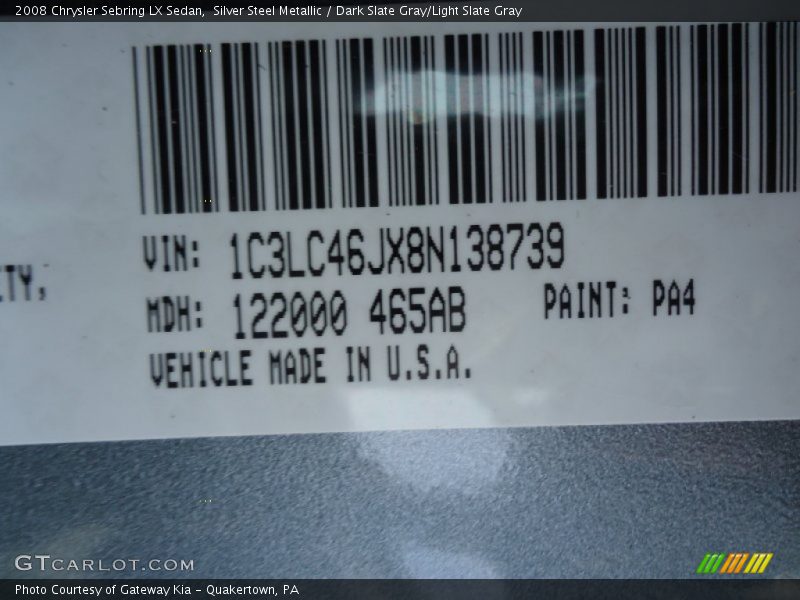 2008 Chrysler Sebring LX Sedan, Silver Steel Metallic / Dark Slate Gray/Light Slate Gray
VIN: 1C3LC46JX8N138739
ITY,
MDH: 122000 465AB PAINT: PA4
VEHICLE MADE IN U.S.A.
GTCARLOT.COM
Photo Courtesy of Gateway Kia - Quakertown, PA